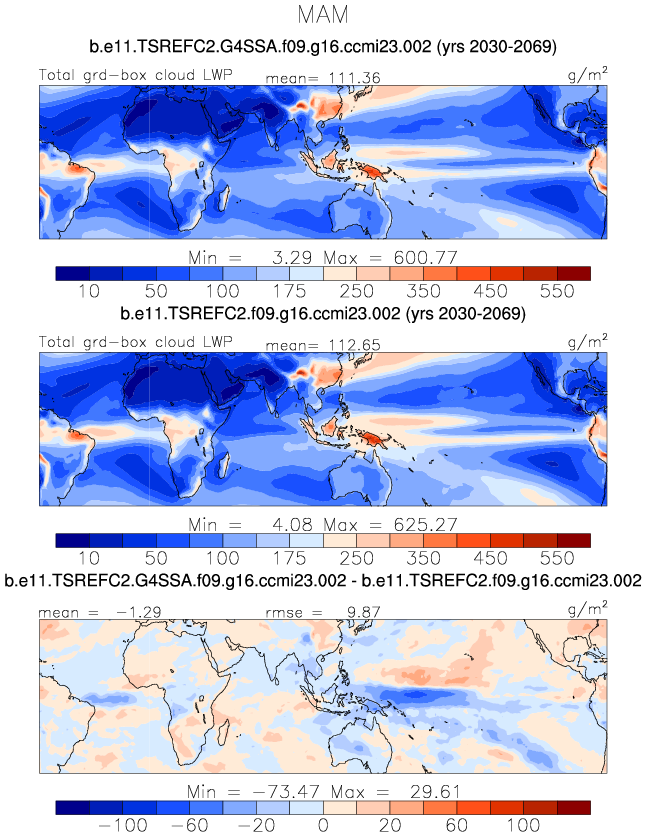 MAM
b.e11.TSREFC2.G4SSA.f09.g16.ccmi23.002 (yrs 2030-2069)
Total grd-box cloud LWP mean= 111.36 g/m²
Min = 3.29 Max = 600.77
10 50 100 175 250 350 450 550
b.e11.TSREFC2.f09.g16.ccmi23.002 (yrs 2030-2069)
Total grd-box cloud LWP mean= 112.65 g/m²
Min = 4.08 Max = 625.27
10 50 100 175 250 350 450 550
b.e11.TSREFC2.G4SSA.f09.g16.ccmi23.002 - b.e11.TSREFC2.f09.g16.ccmi23.002
mean = −1.29 rmse = 9.87 g/m²
Min = −73.47 Max = 29.61
−100 −60 −20 0 20 60 100